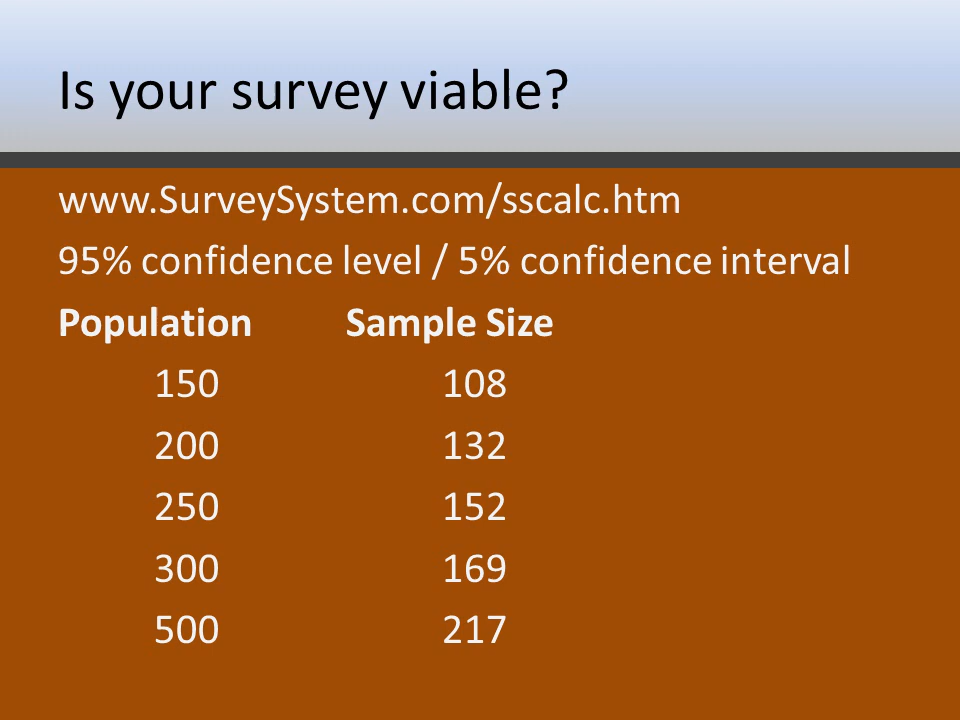 Is your survey viable?
www.SurveySystem.com/sscalc.htm
95% confidence level / 5% confidence interval
Population Sample Size
150 108
200 132
250 152
300 169
500 217